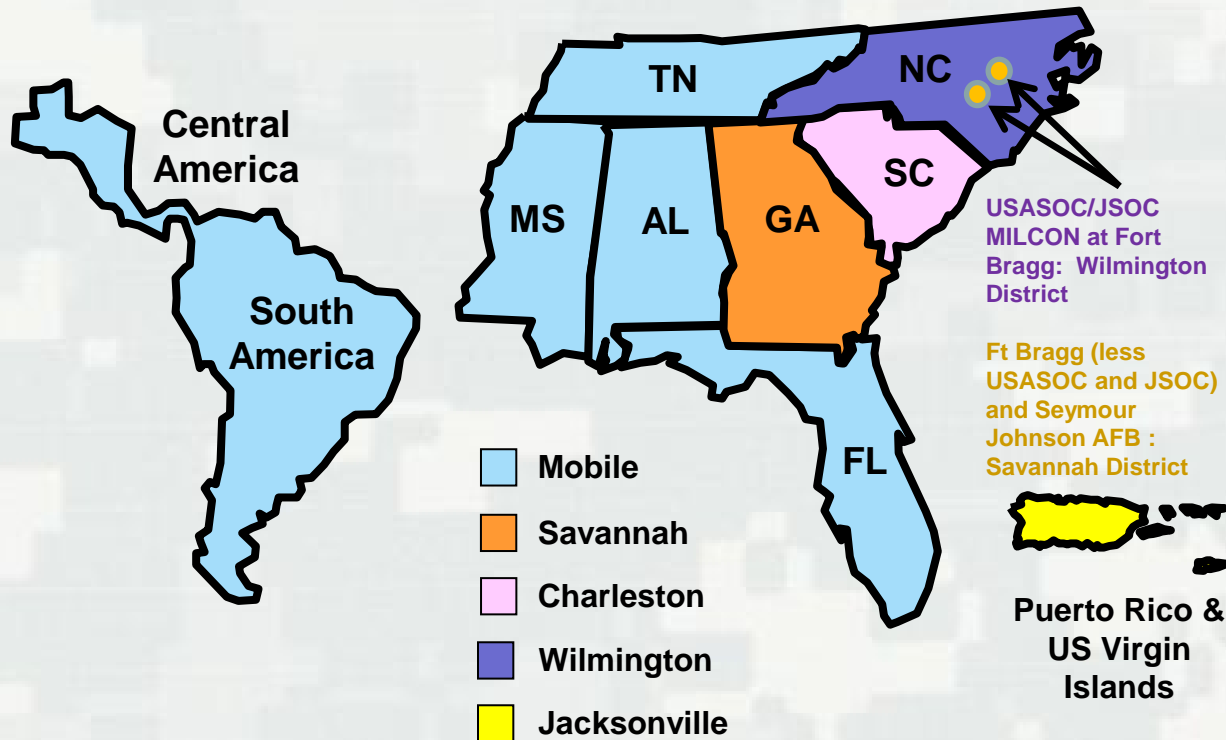 Central
America
South
America
TN
NC
MS
AL
GA
SC
FL
USASOC/JSOC
MILCON at Fort
Bragg: Wilmington
District
Ft Bragg (less
USASOC and JSOC)
and Seymour
Johnson AFB :
Savannah District
Mobile
Savannah
Charleston
Wilmington
Jacksonville
Puerto Rico &
US Virgin
Islands